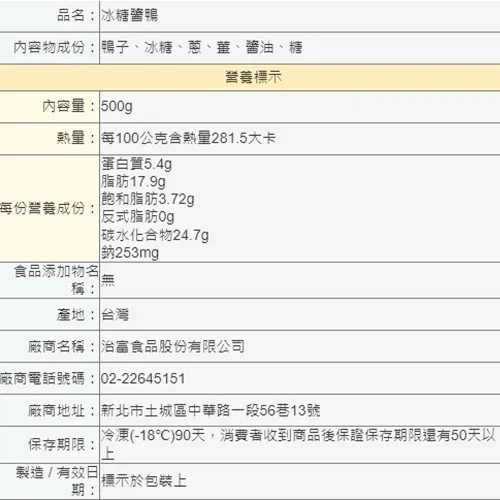 品名：冰糖醬鴨
內容物成份：鴨子、冰糖、蔥、薑、醬油、糖
營養標示
內容量：500g
熱量：每100公克含熱量281.5大卡
每份營養成份：
蛋白質5.4g
脂肪17.9g
飽和脂肪3.72g
反式脂肪0g
碳水化合物24.7g
鈉253mg
食品添加物名
稱：無
產地：台灣
廠商名稱：治富食品股份有限公司
廠商電話號碼：02-22645151
廠商地址：新北市土城區中華路一段56巷13號
保存期限：冷凍(-18℃)90天，消費者收到商品後保證保存期限還有50天以
上
製造 / 有效日
期：標示於包裝上